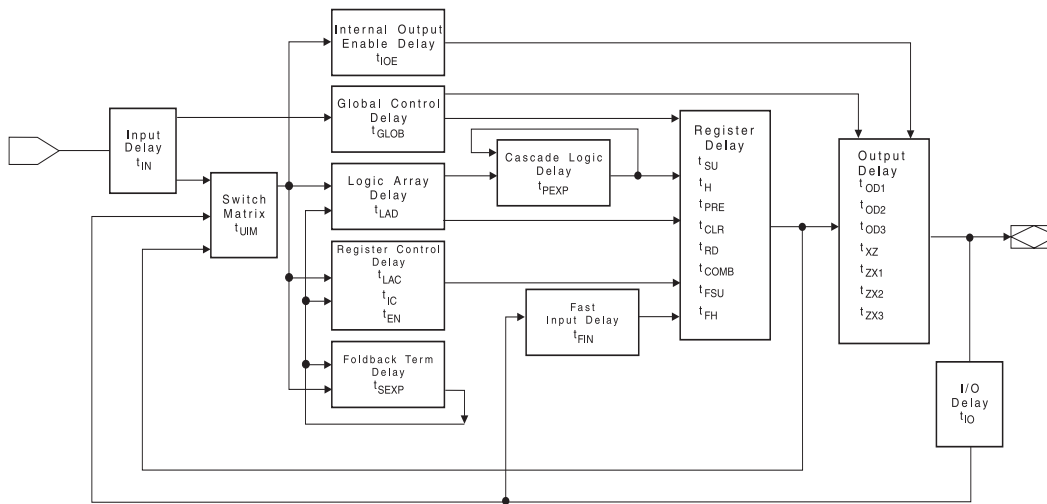 Internal Output
Enable Delay
tIOE
Global Control
Delay
tGLOB
Input
Delay
tIN
Switch
Matrix
tUIM
Logic Array
Delay
tLAD
Cascade Logic
Delay
tPEXP
Register Control
Delay
tLAC
tIC
tEN
Foldback Term
Delay
tSEXP
Fast
Input Delay
tFIN
Register
Delay
tSU
tH
tPRE
tCLR
tRD
tCOMB
tFSU
tFH
Output
Delay
tOD1
tOD2
tOD3
tXZ
tZX1
tZX2
tZX3
I/O
Delay
tIO